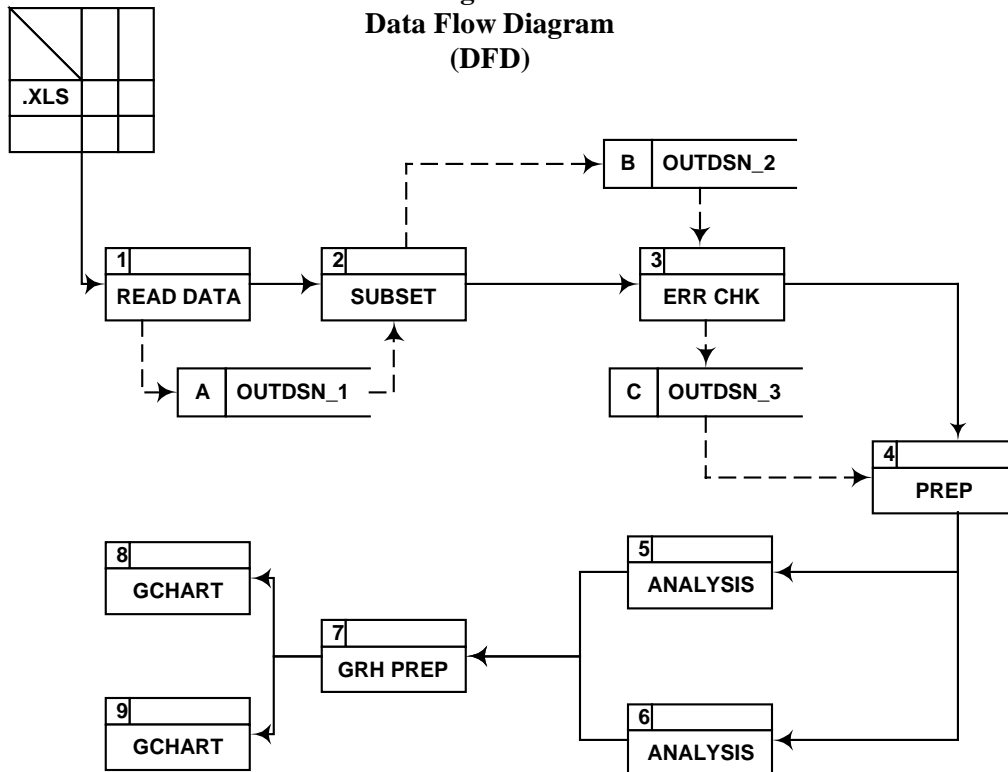 Data Flow Diagram
(DFD)
.XLS
B OUTDSN_2
1
READ DATA
2
SUBSET
3
ERR CHK
A OUTDSN_1
C OUTDSN_3
4
PREP
8
GCHART
5
ANALYSIS
7
GRH PREP
9
GCHART
6
ANALYSIS